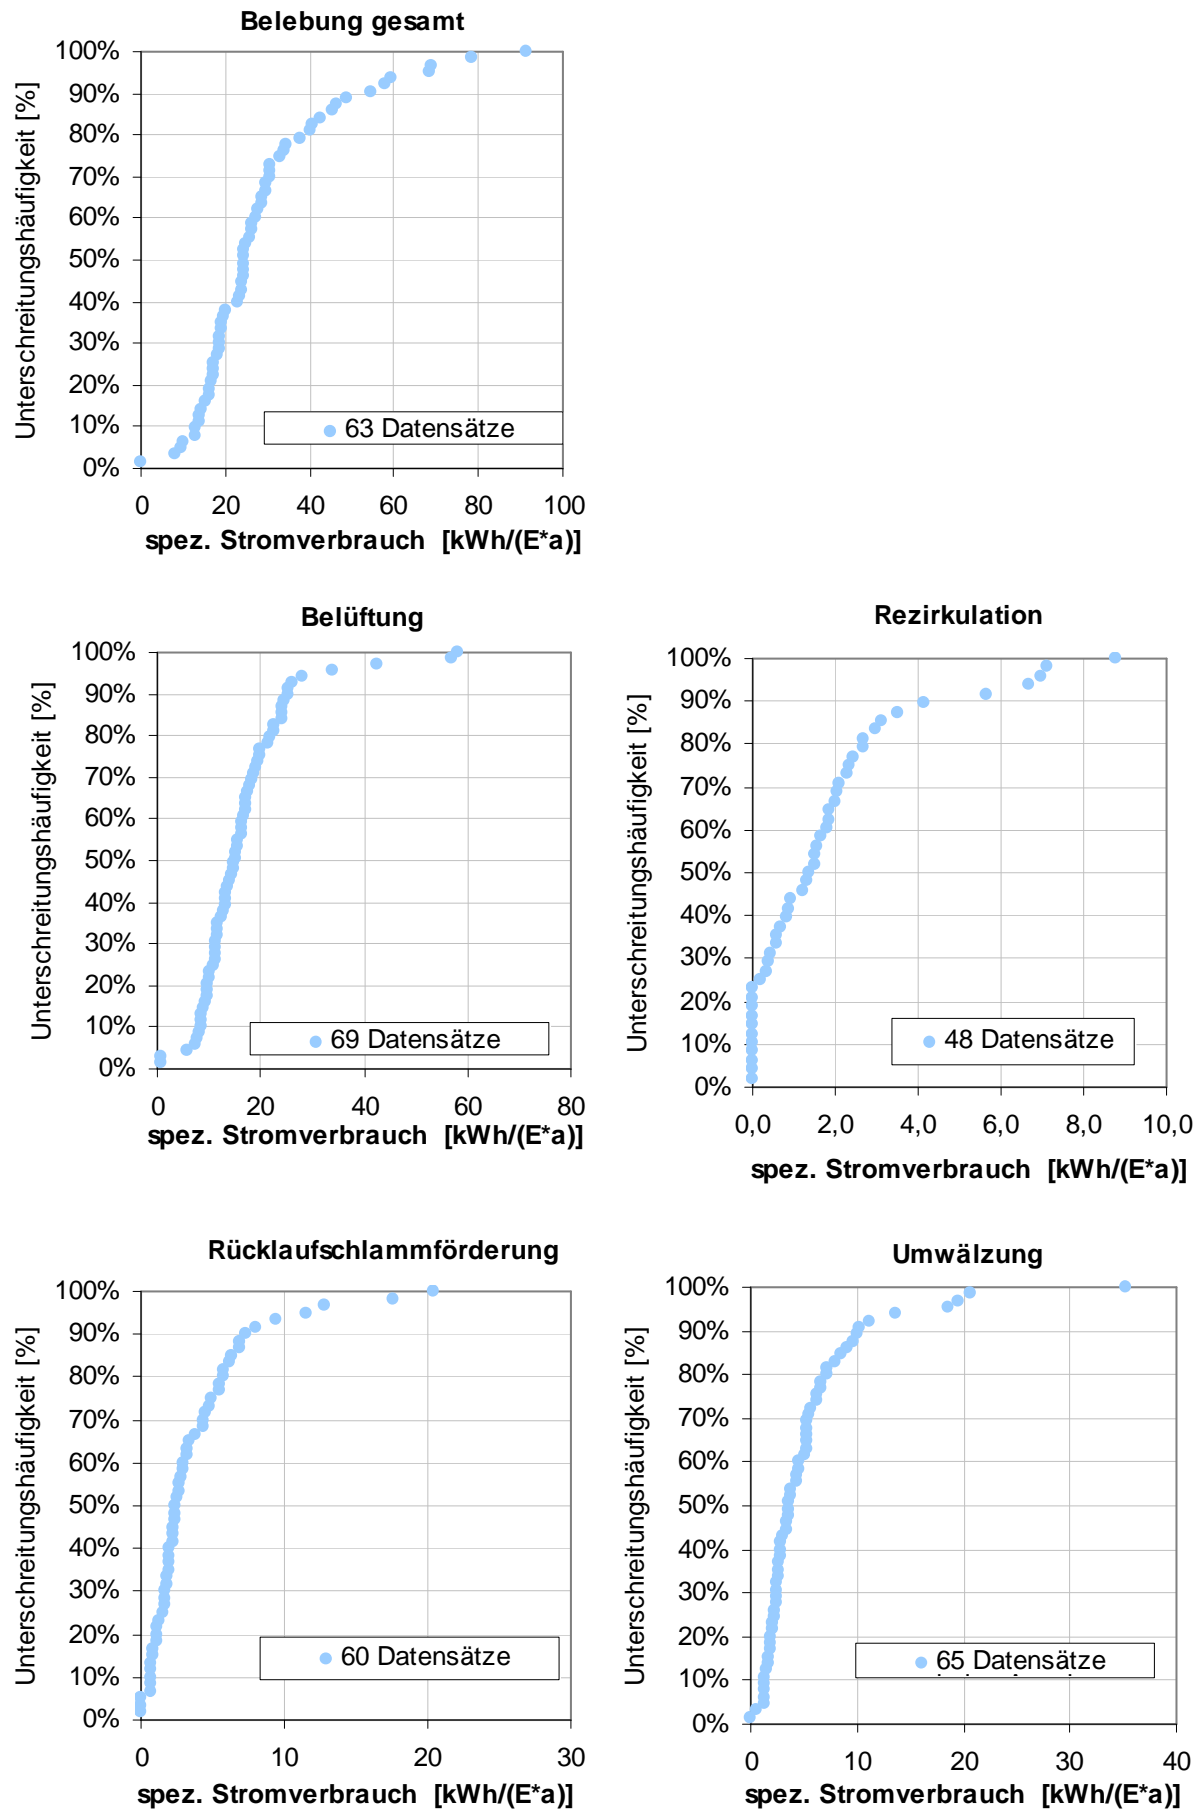 Belebung gesamt
Unterschreitungshäufigkeit [%]
100%
90%
80%
70%
60%
50%
40%
30%
20%
10%
0%
63 Datensätze
0 20 40 60 80 100
spez. Stromverbrauch [kWh/(E*a)]
Belüftung
Unterschreitungshäufigkeit [%]
100%
90%
80%
70%
60%
50%
40%
30%
20%
10%
0%
69 Datensätze
0 20 40 60 80
spez. Stromverbrauch [kWh/(E*a)]
Rezirkulation
Unterschreitungshäufigkeit [%]
100%
90%
80%
70%
60%
50%
40%
30%
20%
10%
0%
48 Datensätze
0,0 2,0 4,0 6,0 8,0 10,0
spez. Stromverbrauch [kWh/(E*a)]
Rücklaufschlammförderung
Unterschreitungshäufigkeit [%]
100%
90%
80%
70%
60%
50%
40%
30%
20%
10%
0%
60 Datensätze
0 10 20 30
spez. Stromverbrauch [kWh/(E*a)]
Umwälzung
Unterschreitungshäufigkeit [%]
100%
90%
80%
70%
60%
50%
40%
30%
20%
10%
0%
65 Datensätze
0 10 20 30 40
spez. Stromverbrauch [kWh/(E*a)]